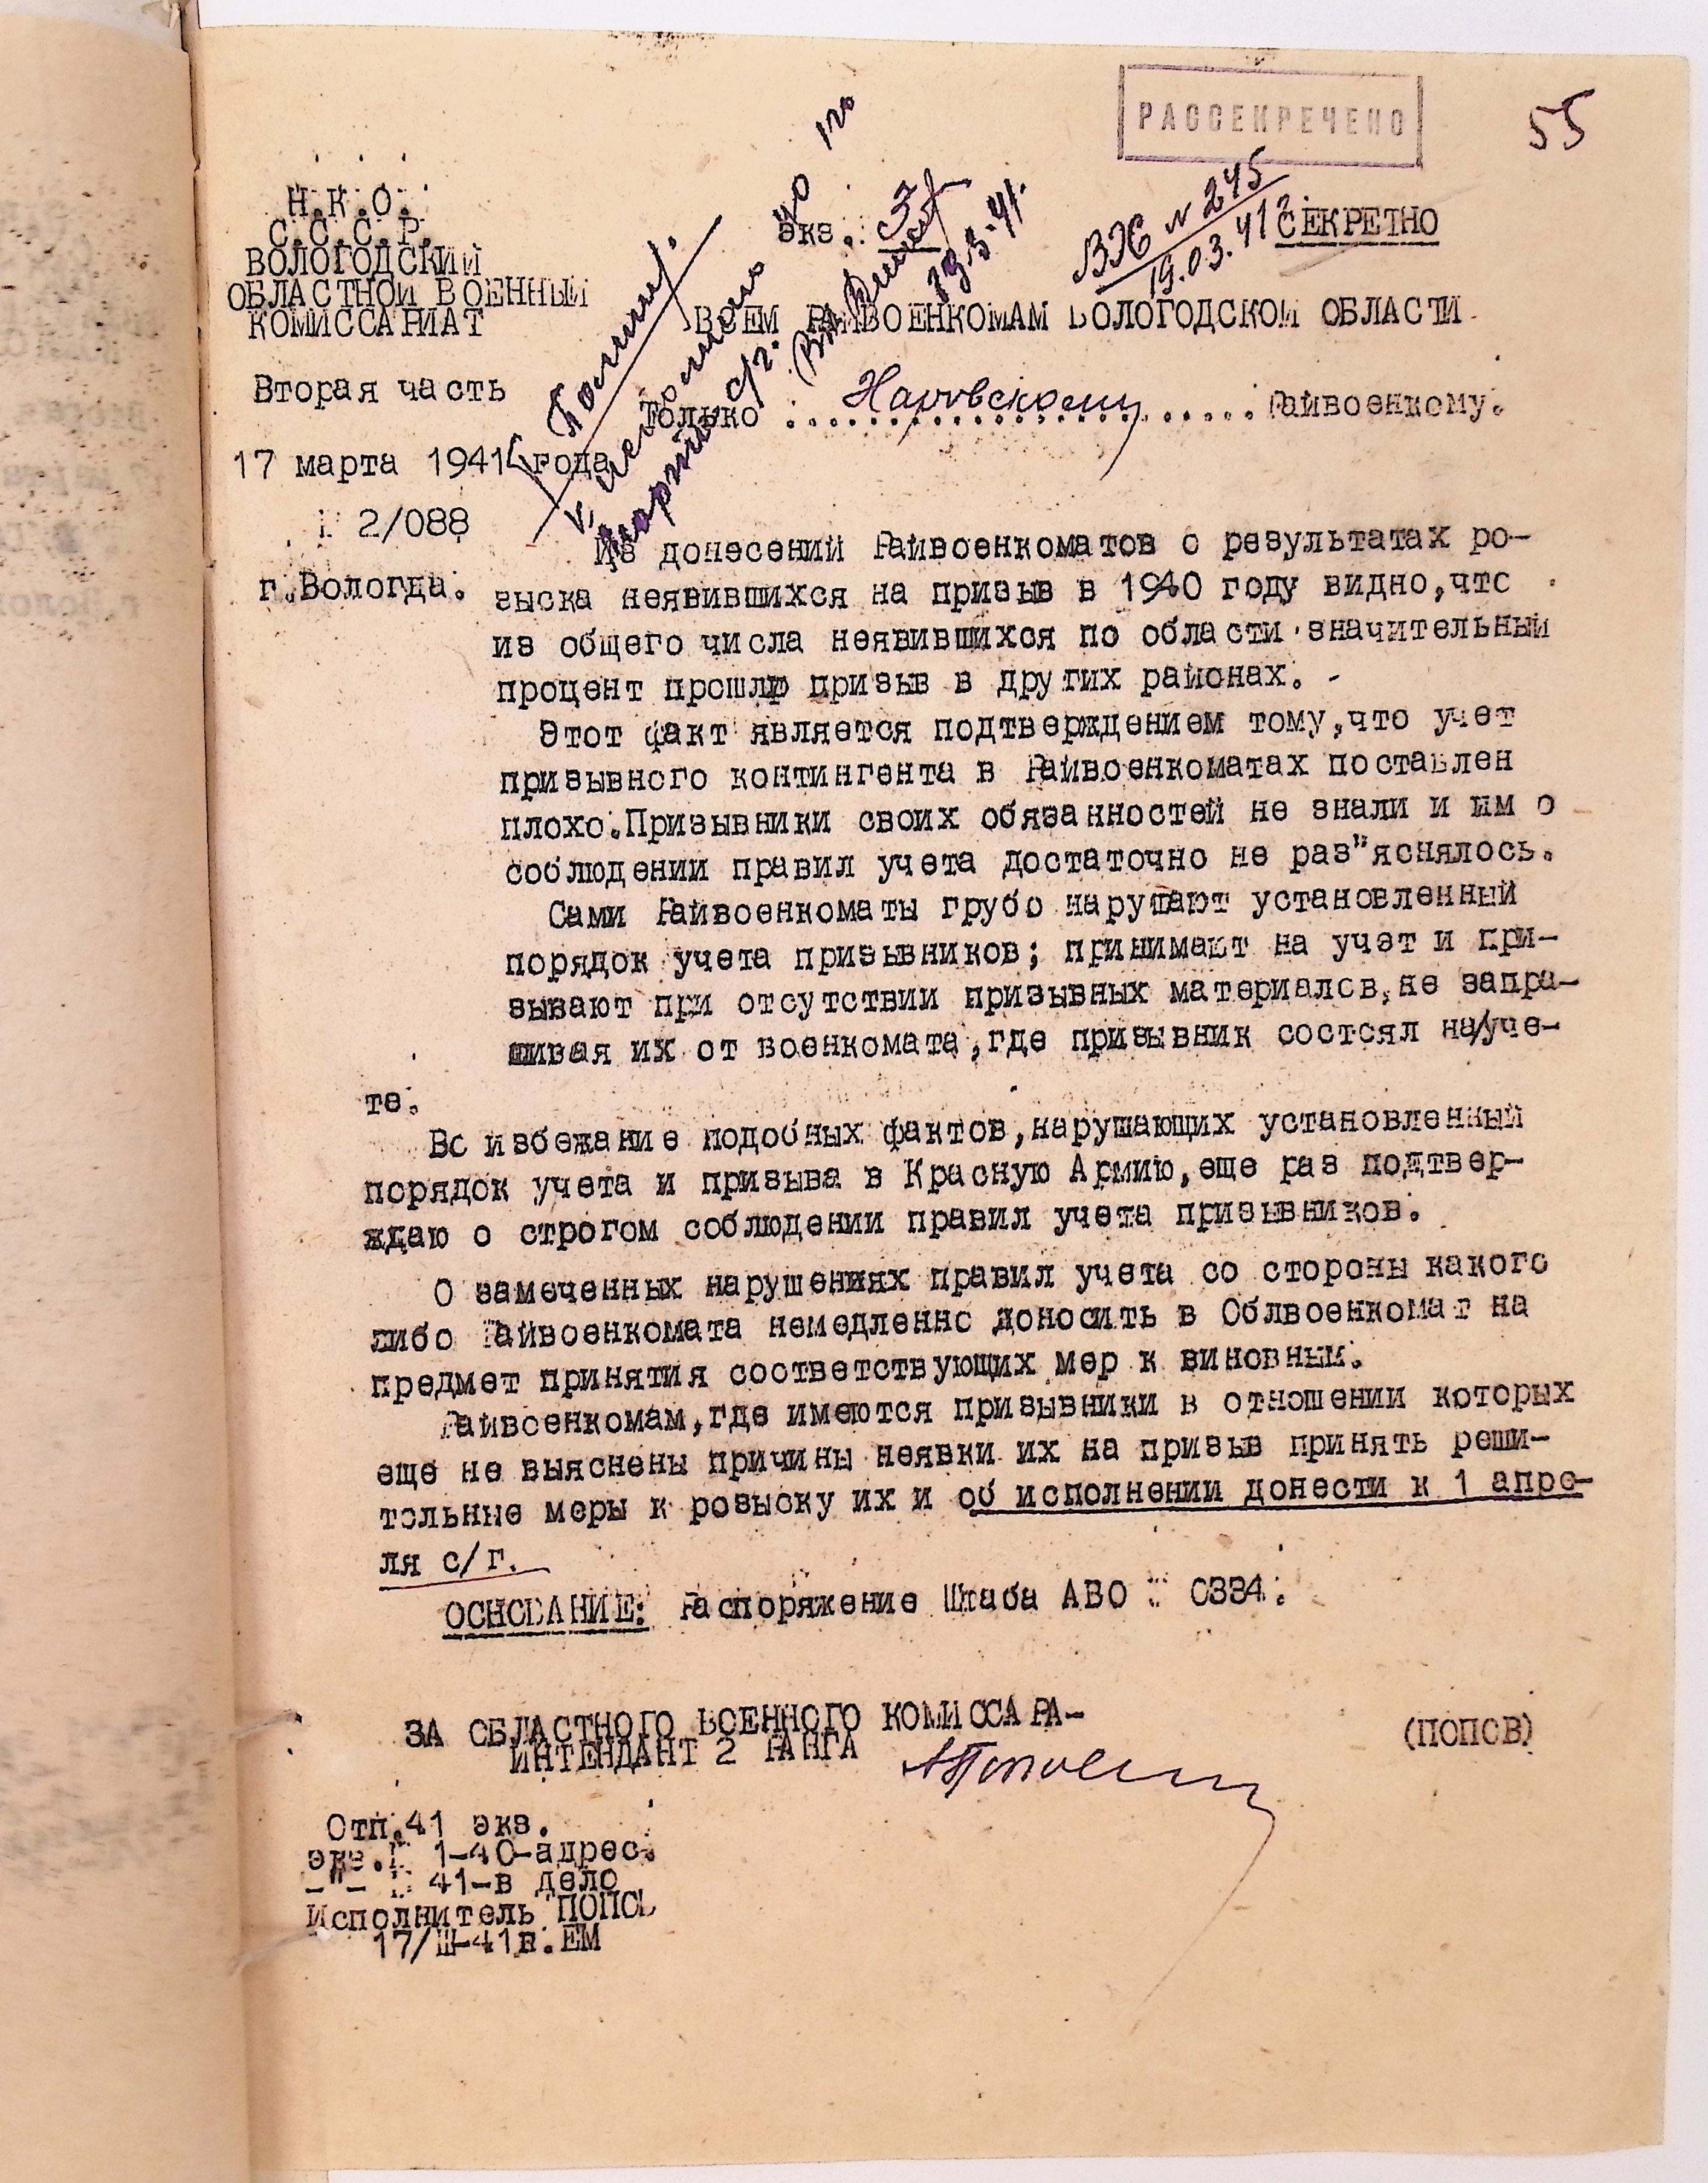 РАССЕКРЕЧЕНО
55
Н.К.О.
С.С.С.Р.
ВОЛОГОДСКИЙ
ОБЛАСТНОЙ ВОЕННЫЙ
КОМИССАРИАТ
Вторая часть
17 марта 1941 года
2/088
г.Вологда.
экз. 3
19.3.41.
ВХ № 245
19.03.41г.
СЕКРЕТНО
ВСЕМ РАЙВОЕНКОМАМ ВОЛОГОДСКОЙ ОБЛАСТИ
Только : Райвоенкому.
Из донесений Райвоенкоматов о результатах ро-
зыска неявившихся на призыв в 1940 году видно,что
из общего числа неявившихся по области значительный
процент прошло призыв в других районах. -
Этот факт является подтверждением тому,что учет
призывного контингента в Райвоенкоматах поставлен
плохо.Призывники своих обязанностей не знали и им о
соблюдении правил учета достаточно не раз"яснялось.
Сами Райвоенкоматы грубо нарушают установленный
порядок учета призывников; принимают на учет и при-
зывают при отсутствии призывных материалов,не запра-
шивая их от военкомата,где призывник состоял на/уче-
те.
Во избежание подобных фактов,нарушающих установленный
порядок учета и призыва в Красную Армию,еще раз подтвер-
ждаю о строгом соблюдении правил учета призывников.
О замеченных нарушениях правил учета со стороны какого
либо Райвоенкомата немедленно доносить в Облвоенкомат на
предмет принятия соответствующих мер к виновным.
Райвоенкомам,где имеются призывники в отношении которых
еще не выяснены причины неявки их на призыв принять реши-
тельные меры к розыску их и об исполнении донести к 1 апре-
ля с/г.
ОСНОВАНИЕ: Распоряжение Штаба АВО № 0334.
ЗА ОБЛАСТНОГО ВОЕННОГО КОМИССАРА-
ИНТЕНДАНТ 2 РАНГА
(ПОПОВ)
Отп.41 экз.
экз.№ 1-40-адрес.
-"- № 41-в дело
Исполнитель ПОПОВ
17/Ш-41г.ЕМ